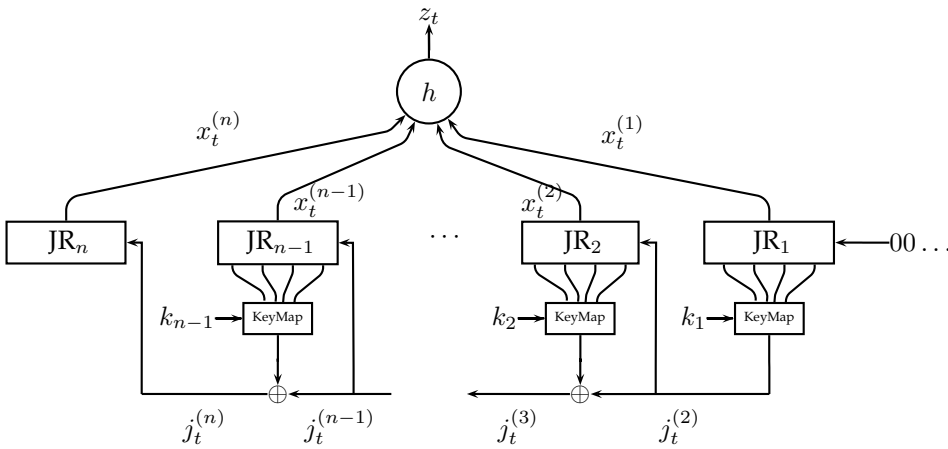 z_t
h
x_t^{(n)} x_t^{(1)}
x_t^{(n-1)} x_t^{(2)}
JR_n JR_{n-1} ... JR_2 JR_1 00...
k_{n-1} KeyMap k_2 KeyMap k_1 KeyMap
⊕ ⊕
j_t^{(n)} j_t^{(n-1)} j_t^{(3)} j_t^{(2)}